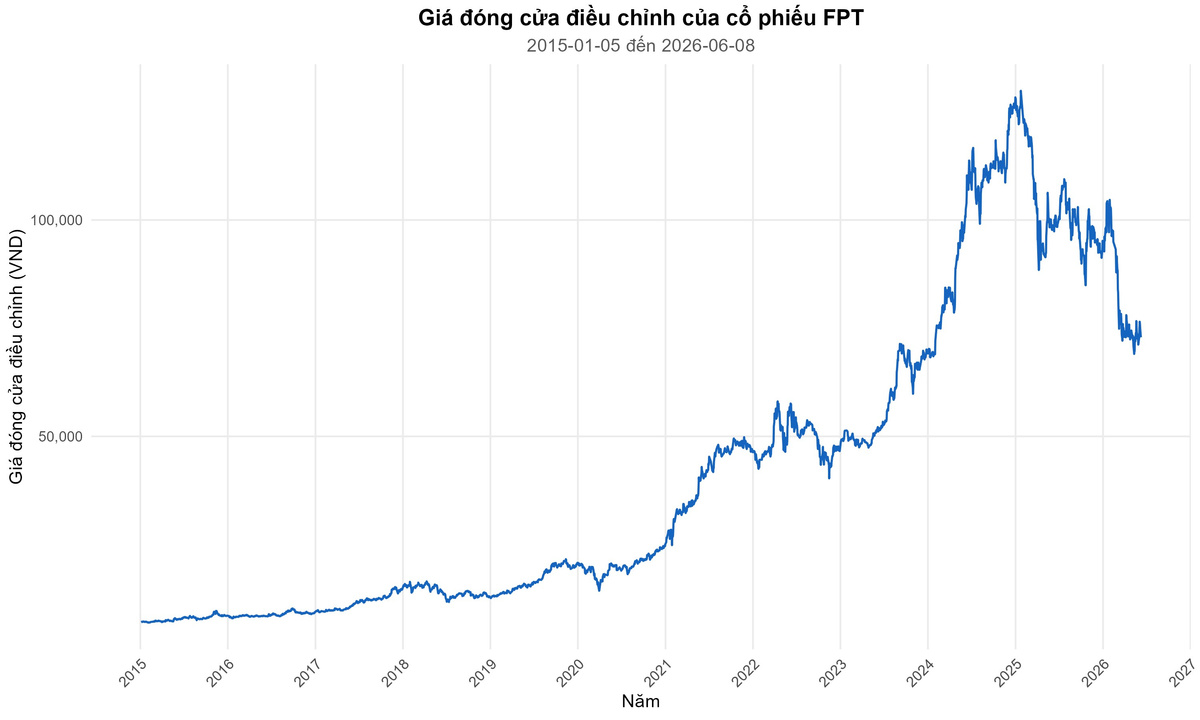 Giá đóng cửa điều chỉnh của cổ phiếu FPT
2015-01-05 đến 2026-06-08
Giá đóng cửa điều chỉnh (VND)
100,000
50,000
2015 2016 2017 2018 2019 2020 2021 2022 2023 2024 2025 2026 2027
Năm